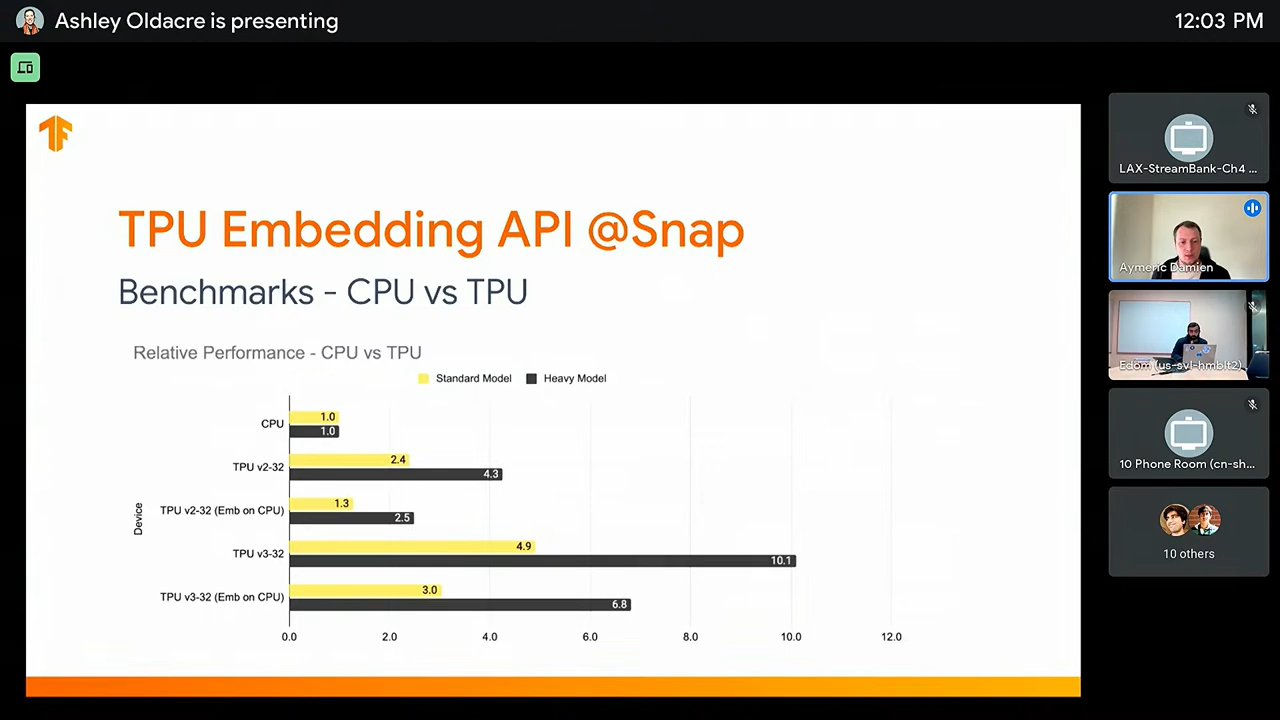 Ashley Oldacre is presenting
12:03 PM
TPU Embedding API @Snap
Benchmarks - CPU vs TPU
Relative Performance - CPU vs TPU
Standard Model
Heavy Model
Device
CPU
1.0
1.0
TPU v2-32
2.4
4.3
TPU v2-32 (Emb on CPU)
1.3
2.5
TPU v3-32
4.9
10.1
TPU v3-32 (Emb on CPU)
3.0
6.8
0.0
2.0
4.0
6.0
8.0
10.0
12.0
LAX-StreamBank-Ch4 ...
Aymeric Damien
Edom (us-svl-hmblt2)
10 Phone Room (cn-sh...
10 others